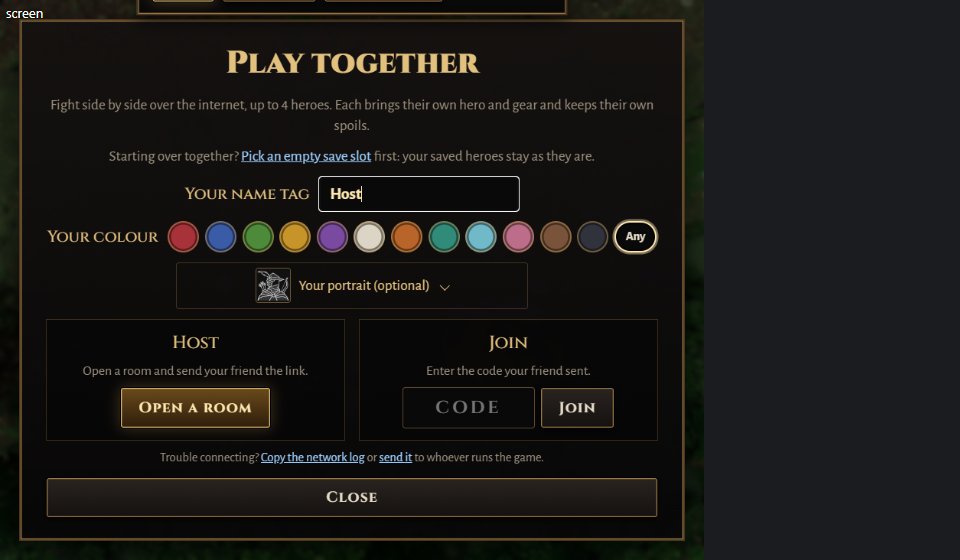 screen
Play together
Fight side by side over the internet, up to 4 heroes. Each brings their own hero and gear and keeps their own
spoils.
Starting over together? Pick an empty save slot first: your saved heroes stay as they are.
Your name tag Host
Your colour Any
Your portrait (optional)
Host
Open a room and send your friend the link.
Open a room
Join
Enter the code your friend sent.
CODE Join
Trouble connecting? Copy the network log or send it to whoever runs the game.
Close